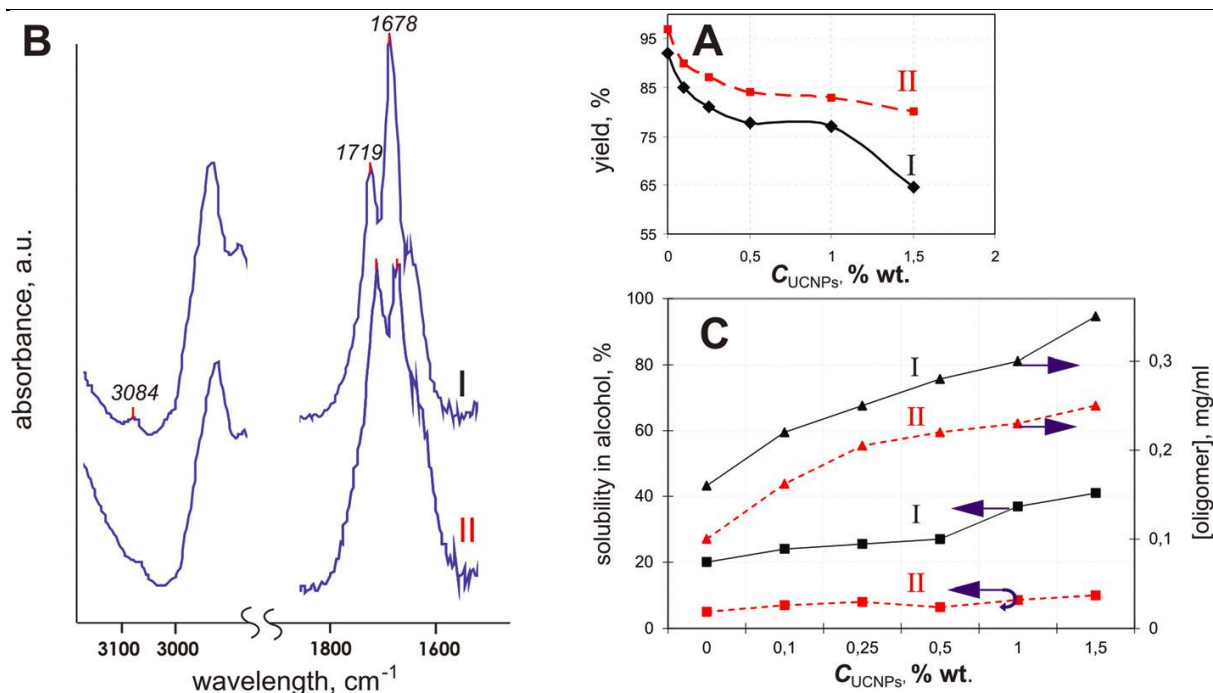 B
1678
1719
3084
I
II
absorbance, a.u.
3100
3000
1800
1600
wavelength, cm-1
A
95
85
75
65
55
yield, %
II
I
0
0,5
1
1,5
2
CUCNPs, % wt.
C
100
80
60
40
20
0
solubility in alcohol, %
I
II
I
II
0,3
0,2
0,1
0
[oligomer], mg/ml
0
0,1
0,25
0,5
1
1,5
CUCNPs, % wt.